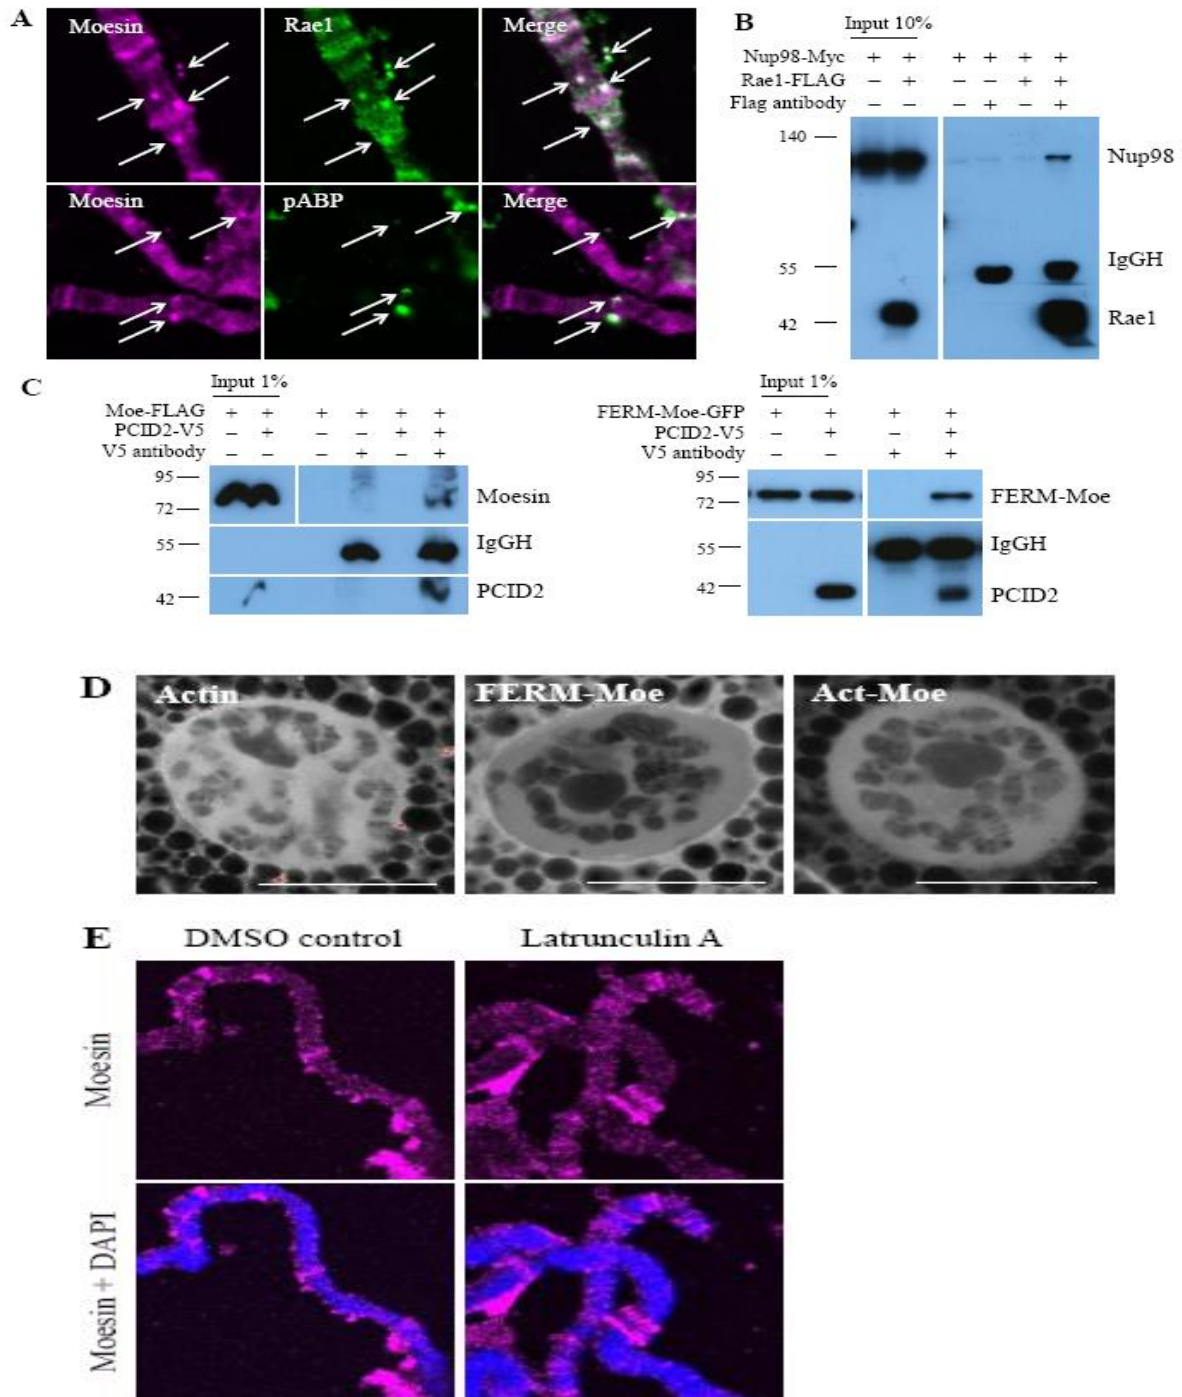 A
Moesin Rae1 Merge
Moesin pABP Merge
B
Input 10%
Nup98-Myc + + + + + +
Rae1-FLAG – + – – + +
Flag antibody – – – + – +
140
Nup98
55
IgGH
42
Rae1
C
Input 1%
Moe-FLAG + + + + + +
PCID2-V5 – + – – + +
V5 antibody – – – + – +
95
72
Moesin
55
IgGH
42
PCID2
Input 1%
FERM-Moe-GFP + + + +
PCID2-V5 – + – +
V5 antibody – – + +
95
72
FERM-Moe
55
IgGH
42
PCID2
D
Actin FERM-Moe Act-Moe
E
DMSO control Latrunculin A
Moesin
Moesin + DAPI